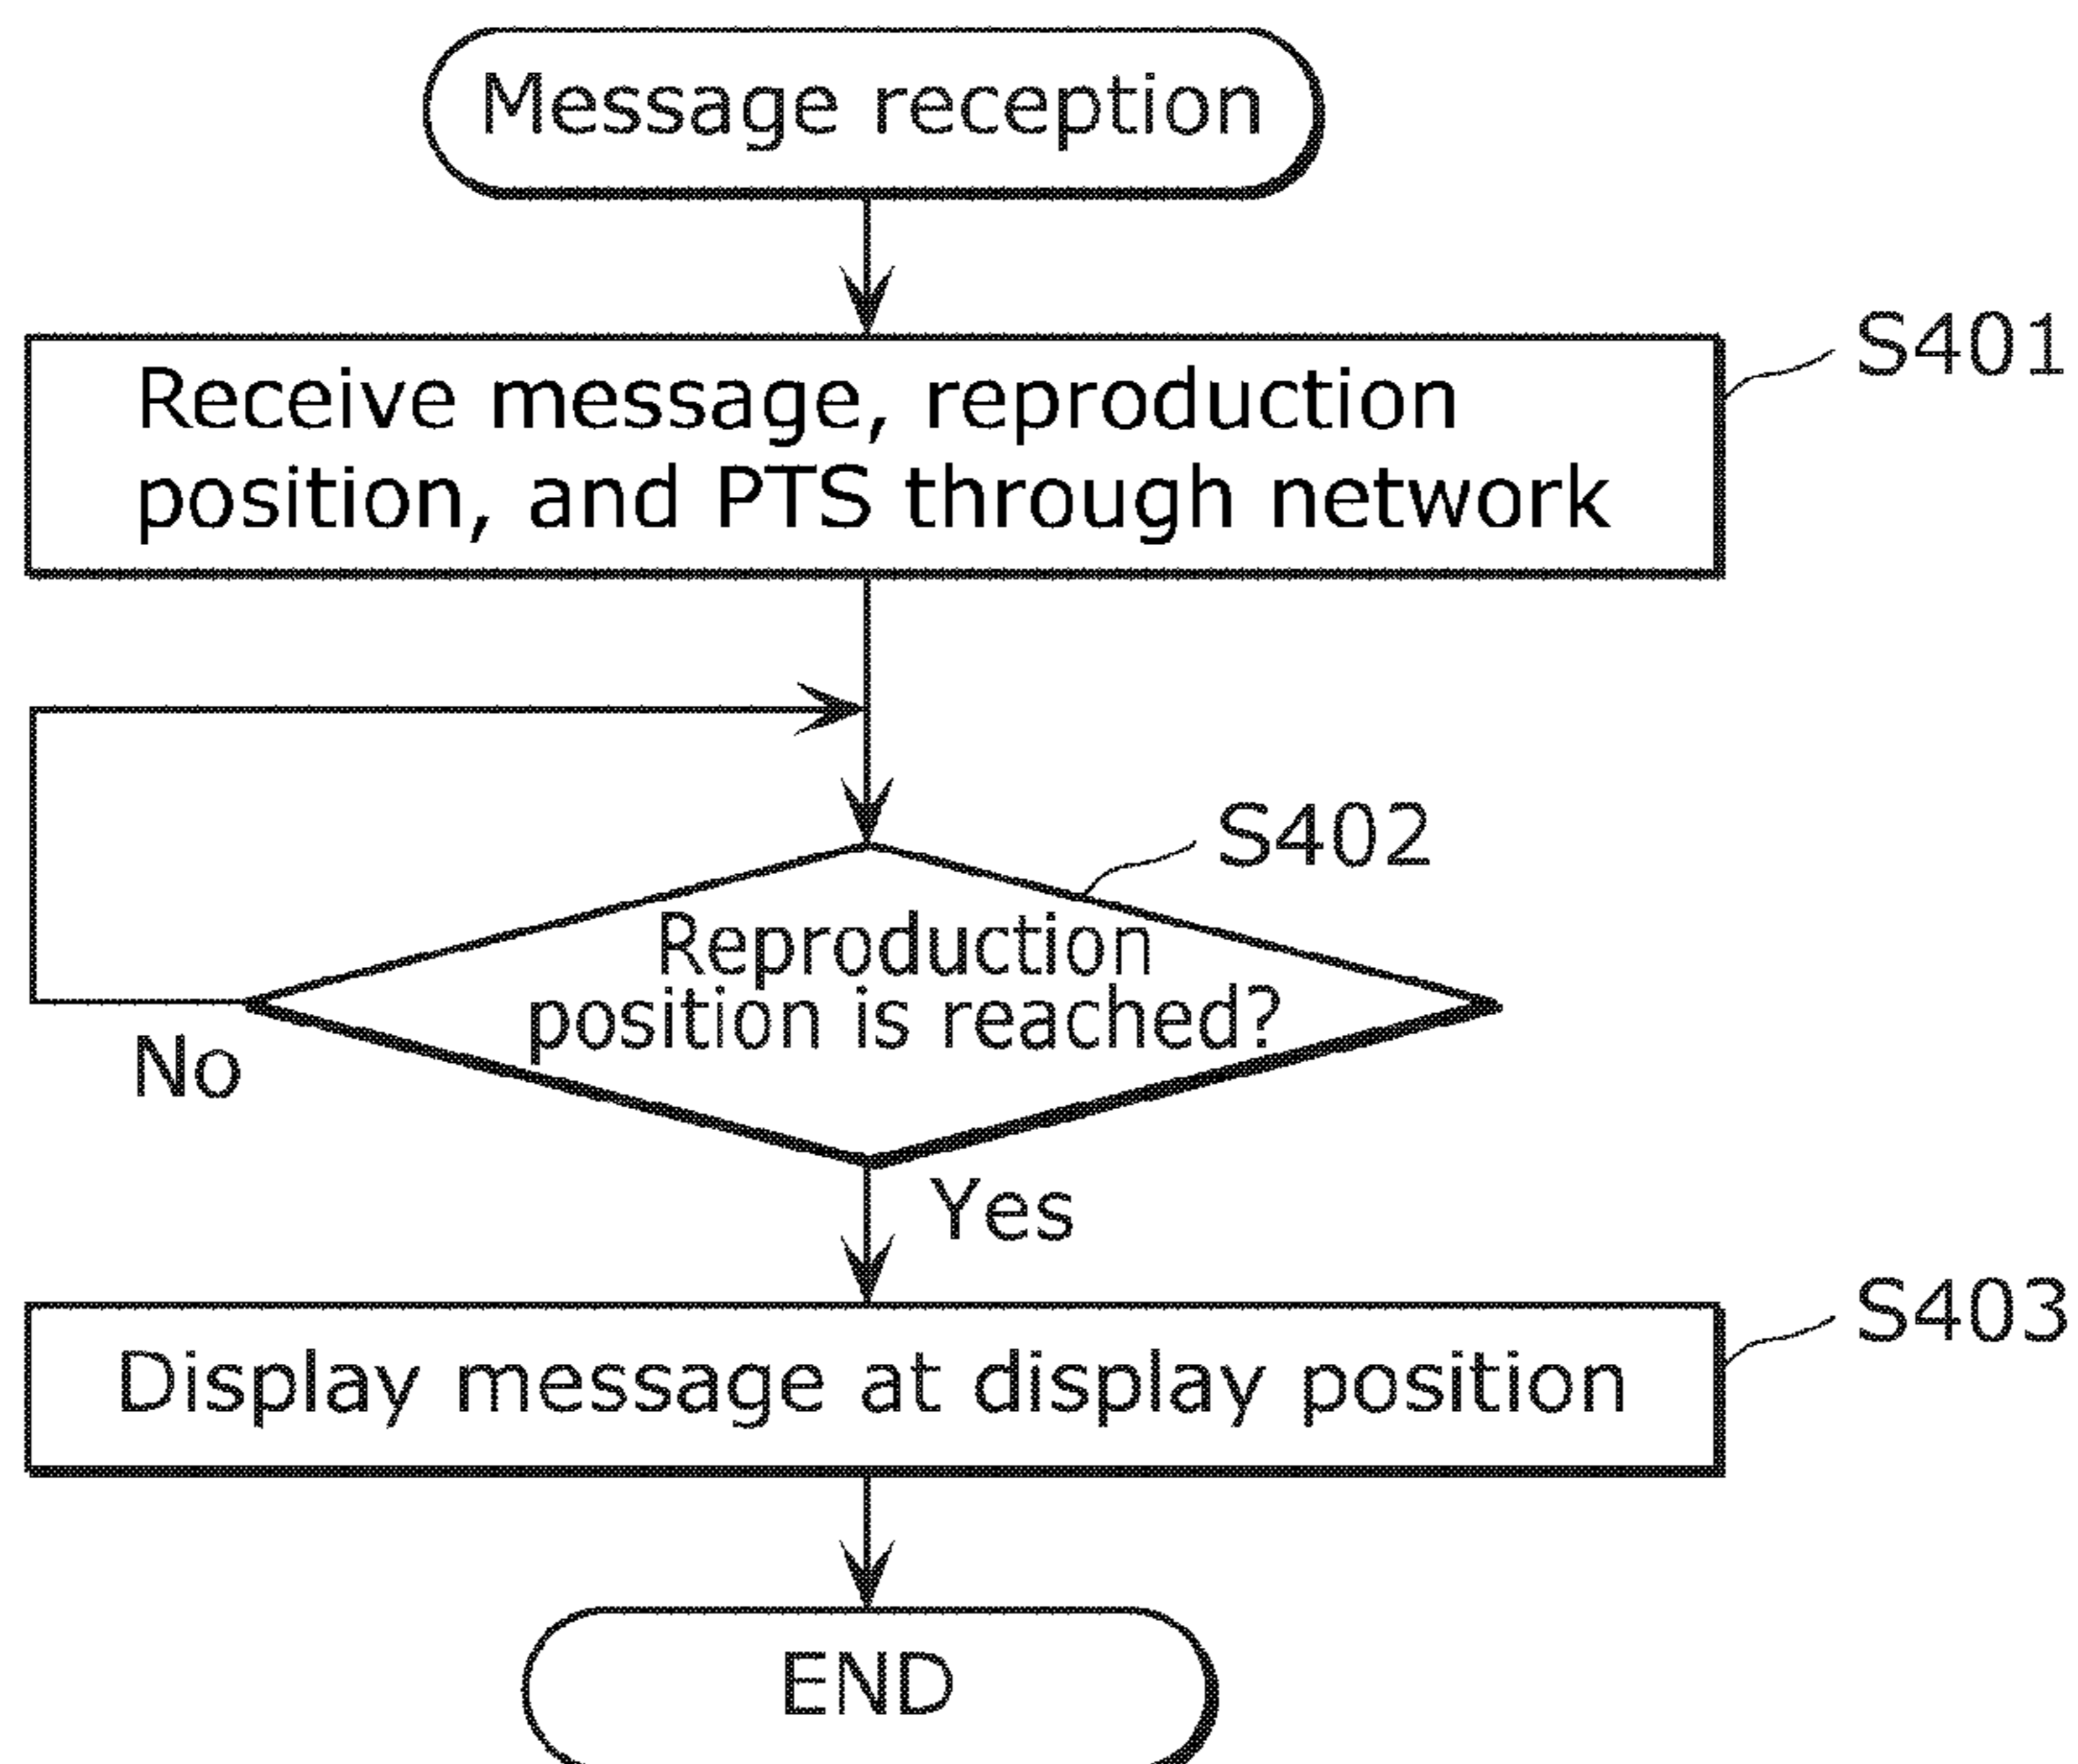 Message reception
S401
Receive message, reproduction
position, and PTS through network
S402
Reproduction
position is reached?
No
Yes
S403
Display message at display position
END